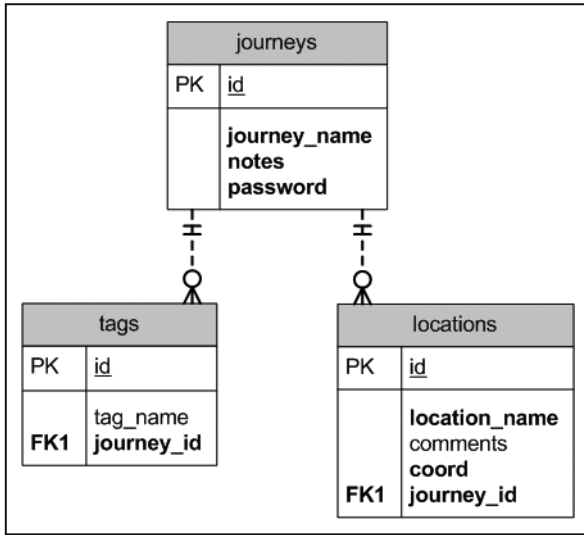 journeys
PK id
journey_name
notes
password
tags
PK id
tag_name
FK1 journey_id
locations
PK id
location_name
comments
coord
FK1 journey_id